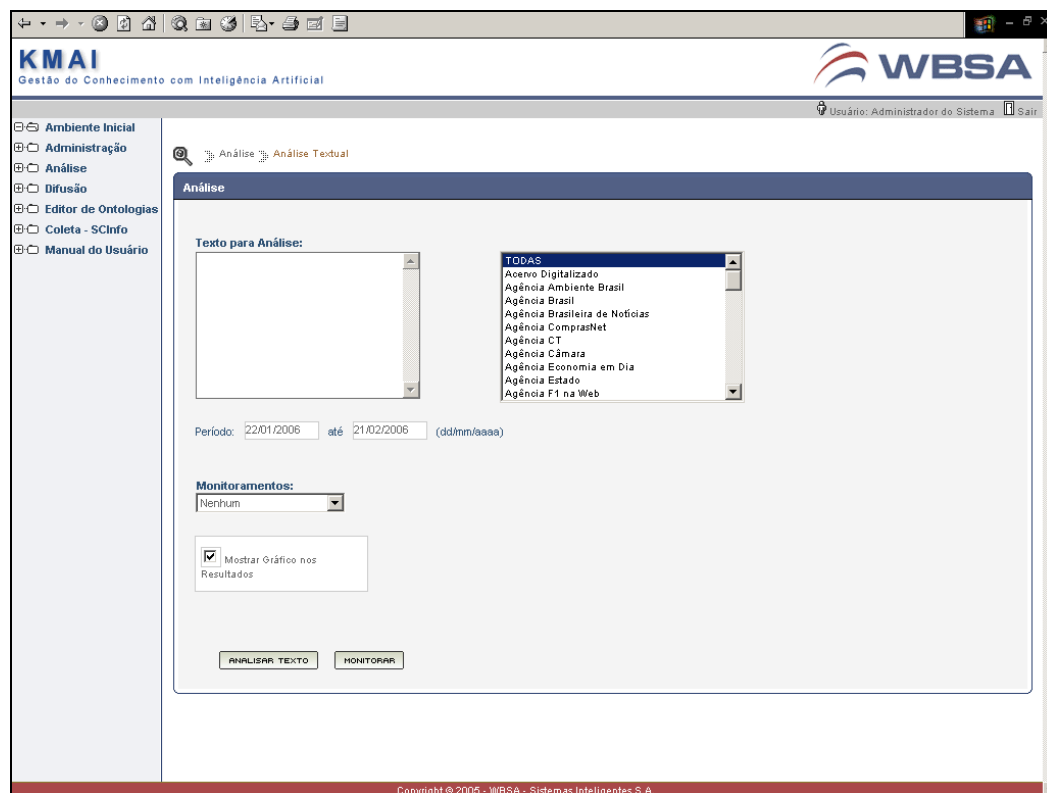 KMAI
Gestão do Conhecimento com Inteligência Artificial
WBSA
Usuário: Administrador do Sistema Sair
Ambiente Inicial
Administração
Análise
Difusão
Editor de Ontologias
Coleta - SCInfo
Manual do Usuário
Análise Análise Textual
Análise
Texto para Análise:
TODAS
Acervo Digitalizado
Agência Ambiente Brasil
Agência Brasil
Agência Brasileira de Notícias
Agência ComprasNet
Agência CT
Agência Câmara
Agência Economia em Dia
Agência Estado
Agência F1 na Web
Período: 22/01/2006 até 21/02/2006 (dd/mm/aaaa)
Monitoramentos:
Nenhum
Mostrar Gráfico nos
Resultados
ANALISAR TEXTO MONITORAR
Copyright © 2005 - WBSA - Sistemas Inteligentes S.A.